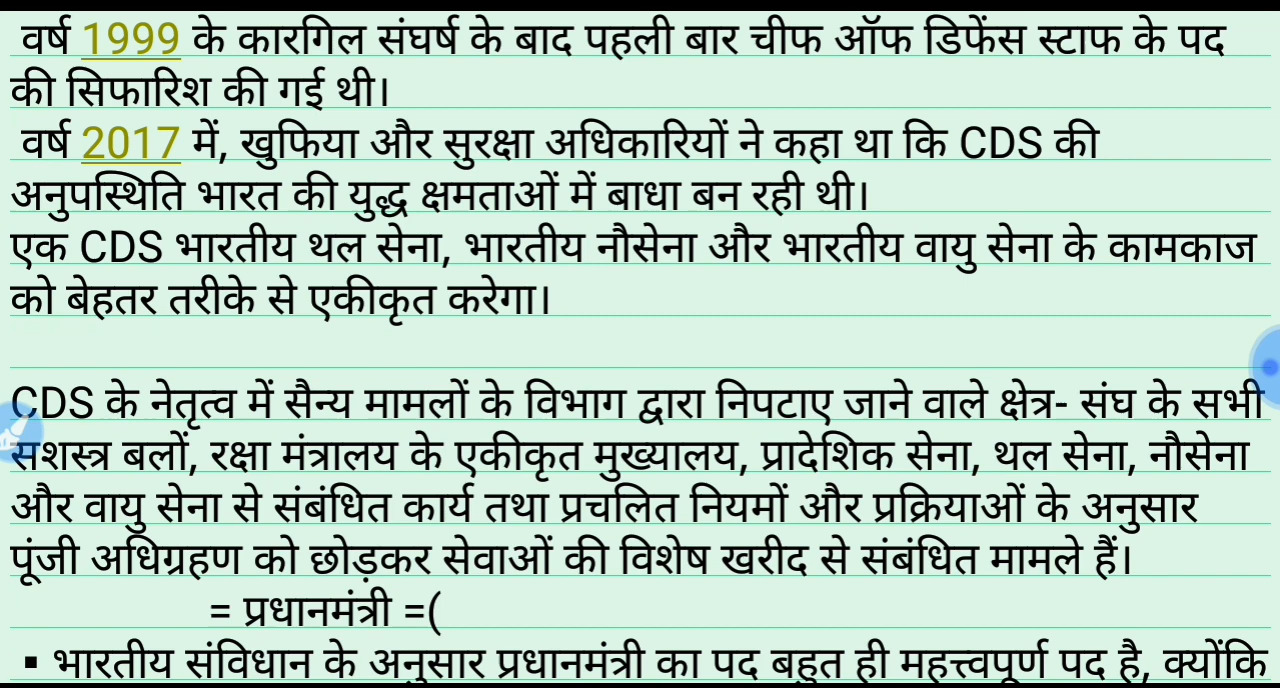 वर्ष 1999 के कारगिल संघर्ष के बाद पहली बार चीफ ऑफ डिफेंस स्टाफ के पद
की सिफारिश की गई थी।
वर्ष 2017 में, खुफिया और सुरक्षा अधिकारियों ने कहा था कि CDS की
अनुपस्थिति भारत की युद्ध क्षमताओं में बाधा बन रही थी।
एक CDS भारतीय थल सेना, भारतीय नौसेना और भारतीय वायु सेना के कामकाज
को बेहतर तरीके से एकीकृत करेगा।
CDS के नेतृत्व में सैन्य मामलों के विभाग द्वारा निपटाए जाने वाले क्षेत्र- संघ के सभी
सशस्त्र बलों, रक्षा मंत्रालय के एकीकृत मुख्यालय, प्रादेशिक सेना, थल सेना, नौसेना
और वायु सेना से संबंधित कार्य तथा प्रचलित नियमों और प्रक्रियाओं के अनुसार
पूंजी अधिग्रहण को छोड़कर सेवाओं की विशेष खरीद से संबंधित मामले हैं।
= प्रधानमंत्री =(
▪ भारतीय संविधान के अनुसार प्रधानमंत्री का पद बहुत ही महत्त्वपूर्ण पद है, क्योंकि